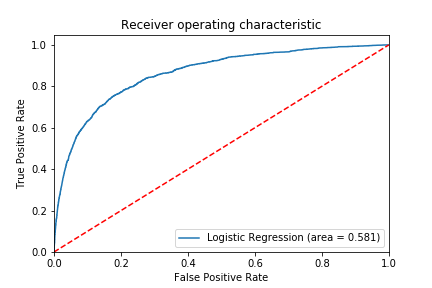 Receiver operating characteristic
True Positive Rate
1.0
0.8
0.6
0.4
0.2
0.0
Logistic Regression (area = 0.581)
0.0 0.2 0.4 0.6 0.8 1.0
False Positive Rate